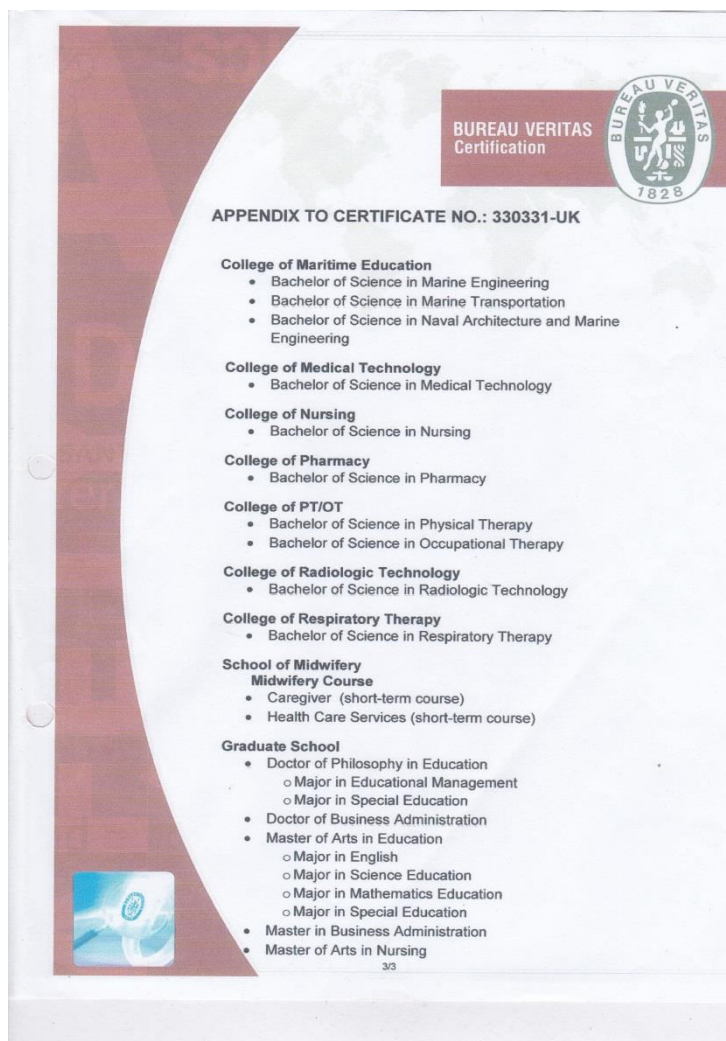 BUREAU VERITAS
Certification
BUREAU VERITAS
1828
APPENDIX TO CERTIFICATE NO.: 330331-UK
College of Maritime Education
• Bachelor of Science in Marine Engineering
• Bachelor of Science in Marine Transportation
• Bachelor of Science in Naval Architecture and Marine
Engineering
College of Medical Technology
• Bachelor of Science in Medical Technology
College of Nursing
• Bachelor of Science in Nursing
College of Pharmacy
• Bachelor of Science in Pharmacy
College of PT/OT
• Bachelor of Science in Physical Therapy
• Bachelor of Science in Occupational Therapy
College of Radiologic Technology
• Bachelor of Science in Radiologic Technology
College of Respiratory Therapy
• Bachelor of Science in Respiratory Therapy
School of Midwifery
Midwifery Course
• Caregiver (short-term course)
• Health Care Services (short-term course)
Graduate School
• Doctor of Philosophy in Education
o Major in Educational Management
o Major in Special Education
• Doctor of Business Administration
• Master of Arts in Education
o Major in English
o Major in Science Education
o Major in Mathematics Education
o Major in Special Education
• Master in Business Administration
• Master of Arts in Nursing
3/3